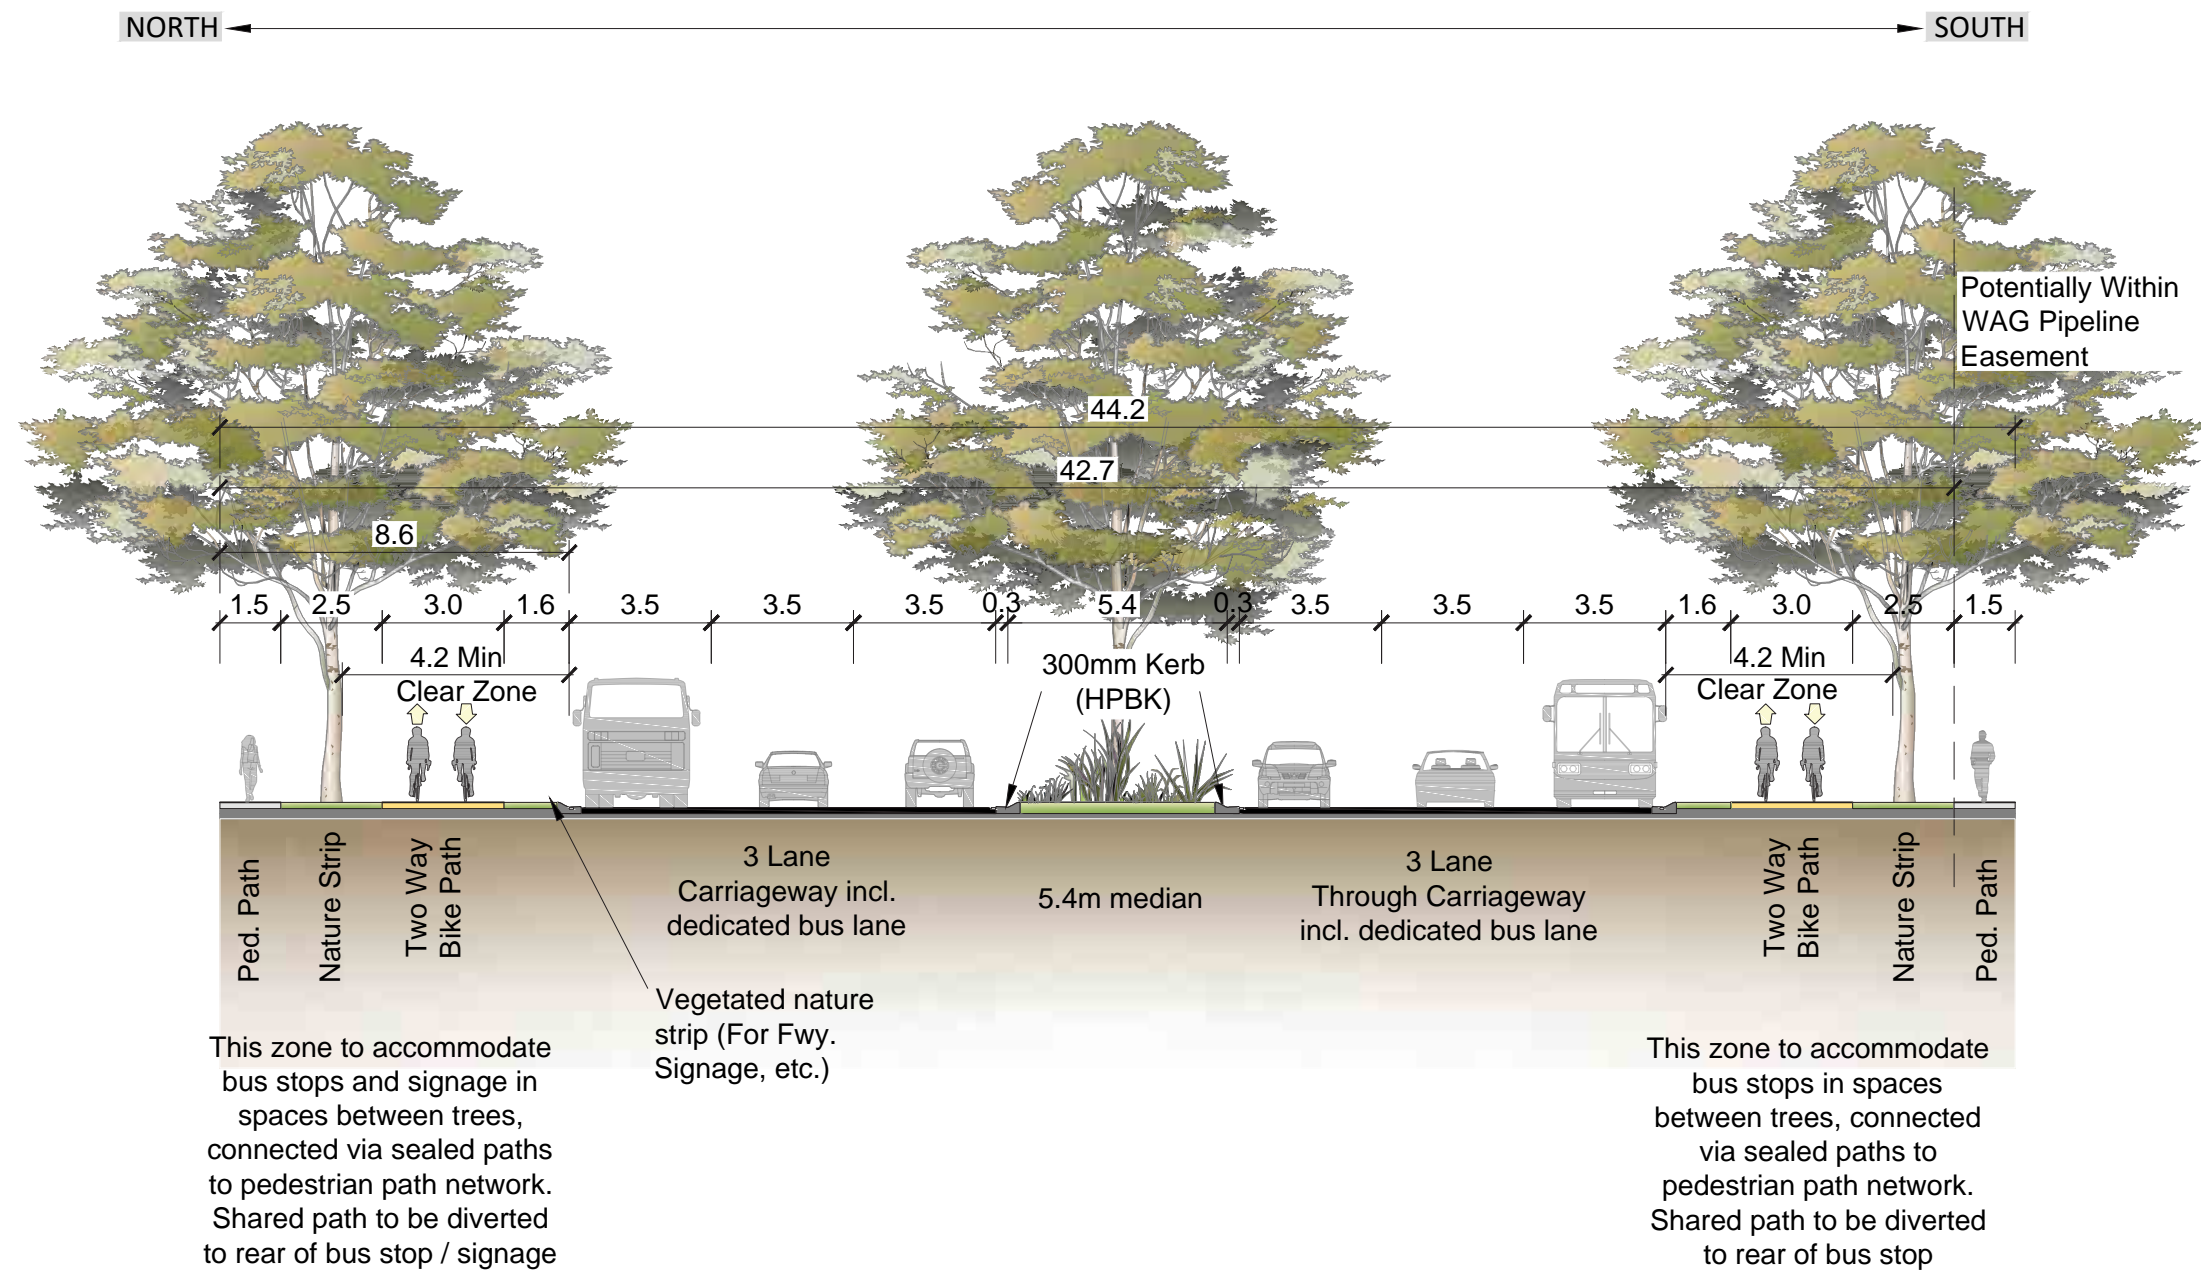 NORTH
SOUTH
Potentially Within
WAG Pipeline
Easement
44.2
42.7
8.6
1.5
2.5
3.0
1.6
3.5
3.5
3.5
0.3
5.4
0.3
3.5
3.5
3.5
1.6
3.0
2.5
1.5
4.2 Min
Clear Zone
300mm Kerb
(HPBK)
4.2 Min
Clear Zone
Ped. Path
Nature Strip
Two Way
Bike Path
3 Lane
Carriageway incl.
dedicated bus lane
5.4m median
3 Lane
Through Carriageway
incl. dedicated bus lane
Two Way
Bike Path
Nature Strip
Ped. Path
Vegetated nature
strip (For Fwy.
Signage, etc.)
This zone to accommodate
bus stops and signage in
spaces between trees,
connected via sealed paths
to pedestrian path network.
Shared path to be diverted
to rear of bus stop / signage
This zone to accommodate
bus stops in spaces
between trees, connected
via sealed paths to
pedestrian path network.
Shared path to be diverted
to rear of bus stop